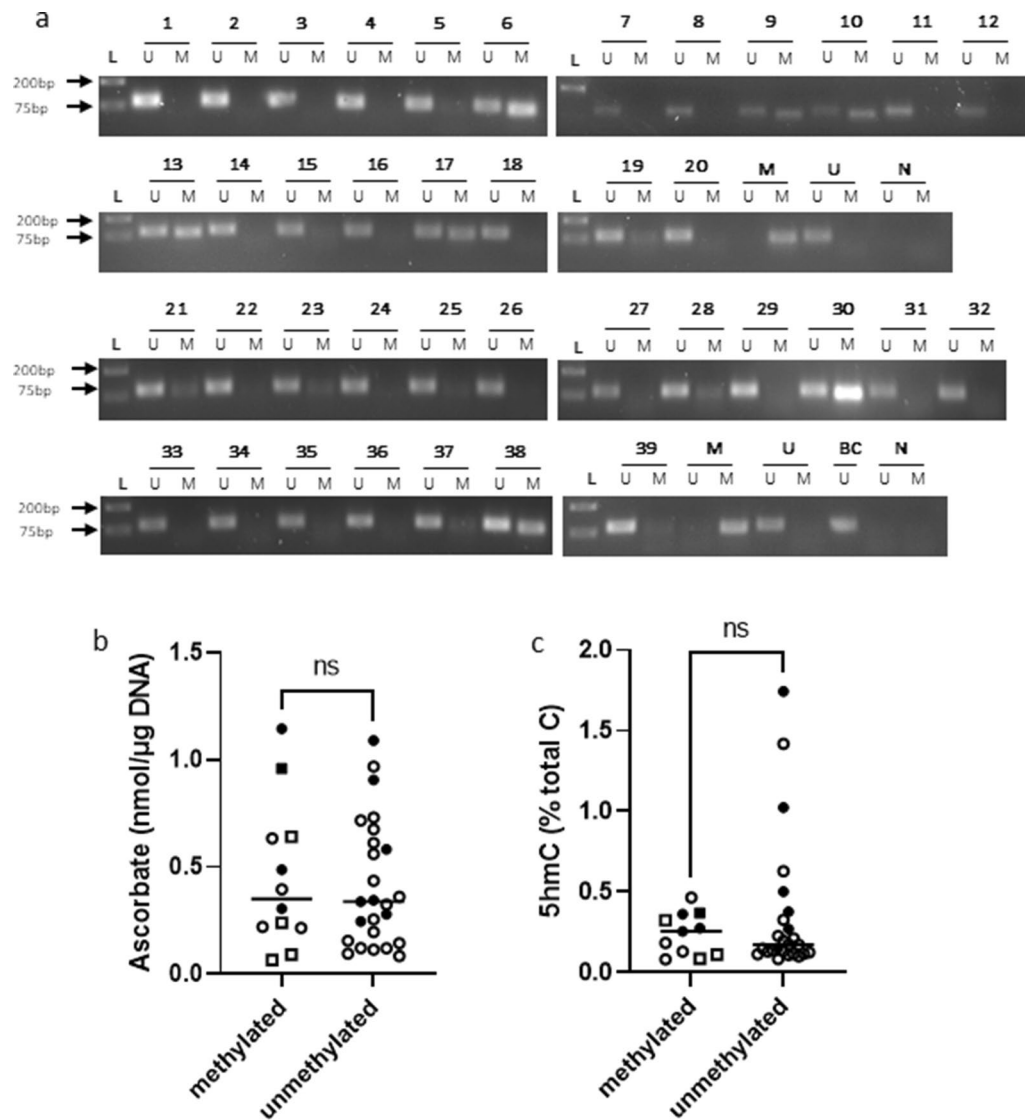 a
1 2 3 4 5 6 7 8 9 10 11 12
L U M U M U M U M U M U M L U M U M U M U M U M U M
200bp
75bp
13 14 15 16 17 18 19 20 M U N
L U M U M U M U M U M U M L U M U M U M U M U M
200bp
75bp
21 22 23 24 25 26 27 28 29 30 31 32
L U M U M U M U M U M U M L U M U M U M U M U M U M
200bp
75bp
33 34 35 36 37 38 39 M U BC N
L U M U M U M U M U M U M L U M U M U M U U M
200bp
75bp
b
ns
1.5
1.0
0.5
0.0
Ascorbate (nmol/µg DNA)
methylated
unmethylated
c
ns
2.0
1.5
1.0
0.5
0.0
5hmC (% total C)
methylated
unmethylated